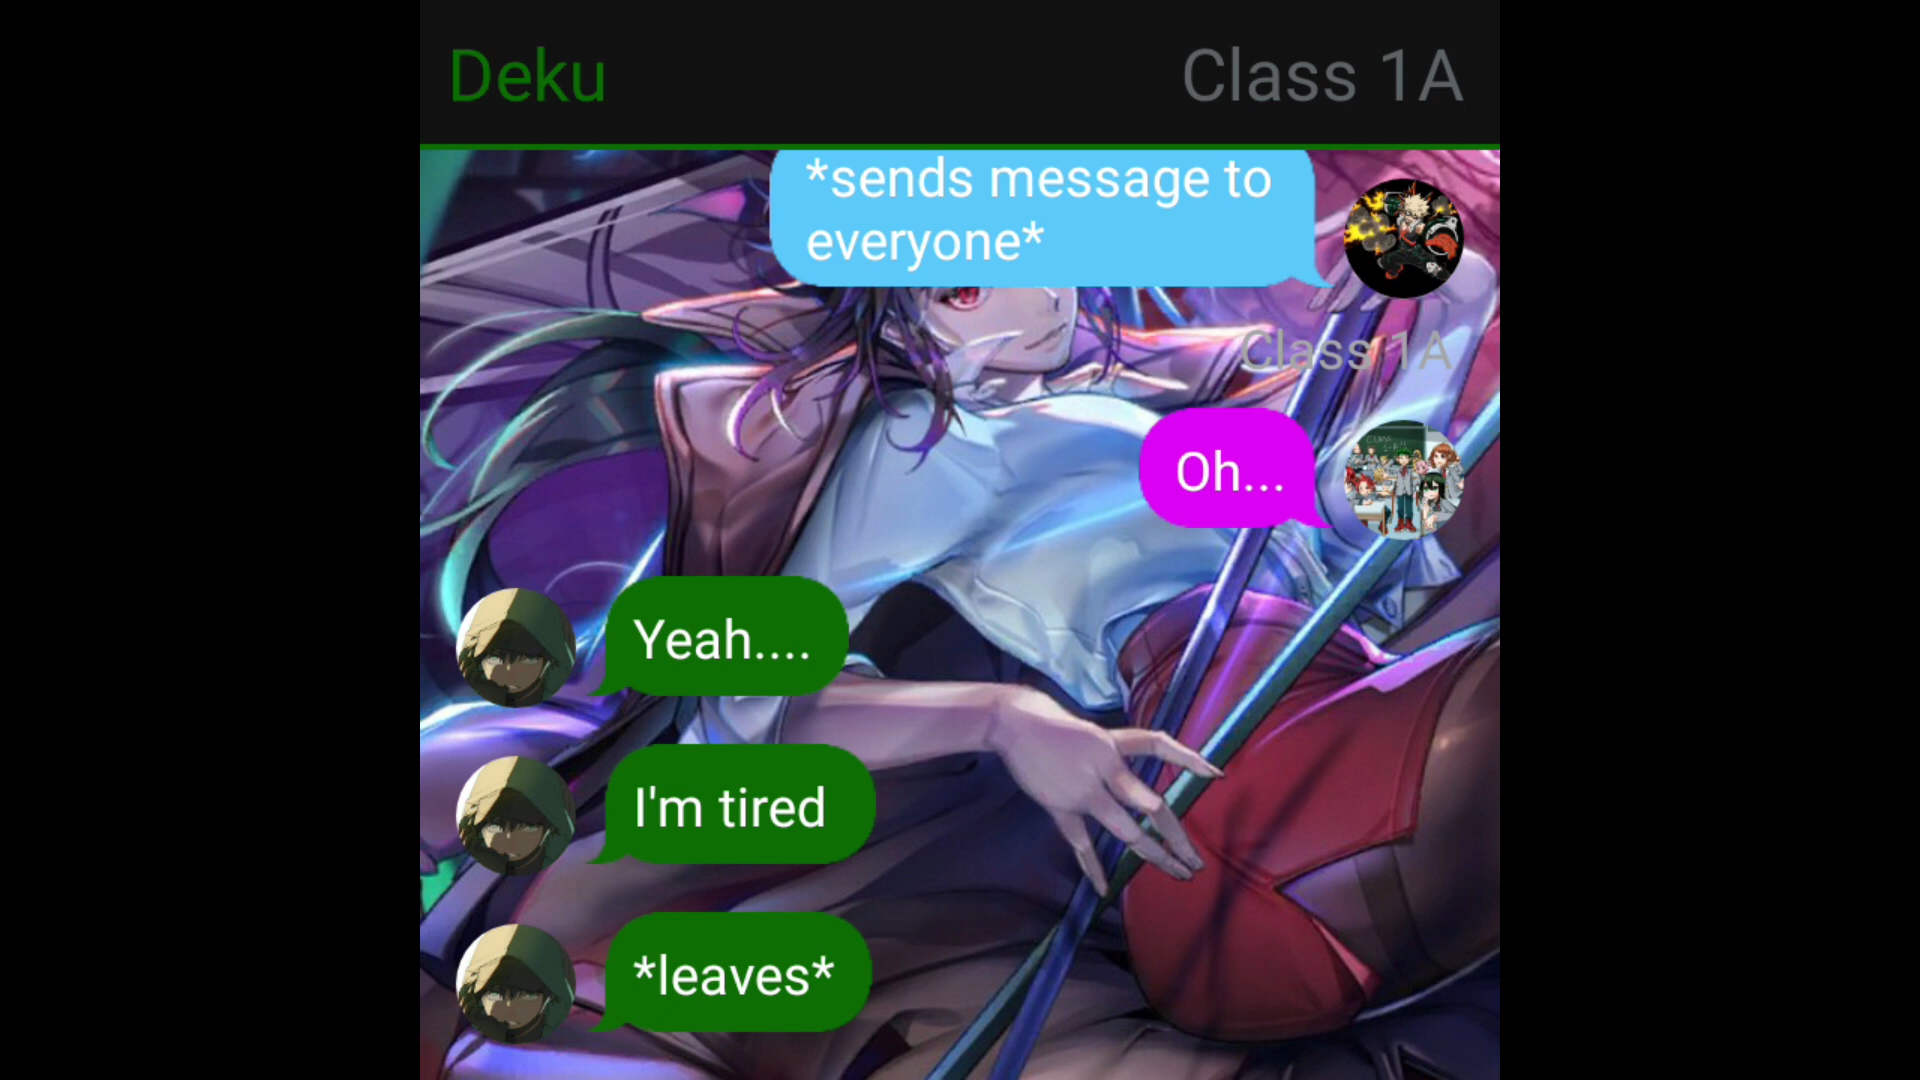 Deku
Class 1A
*sends message to
everyone*
Class 1A
Oh...
Yeah....
I'm tired
*leaves*